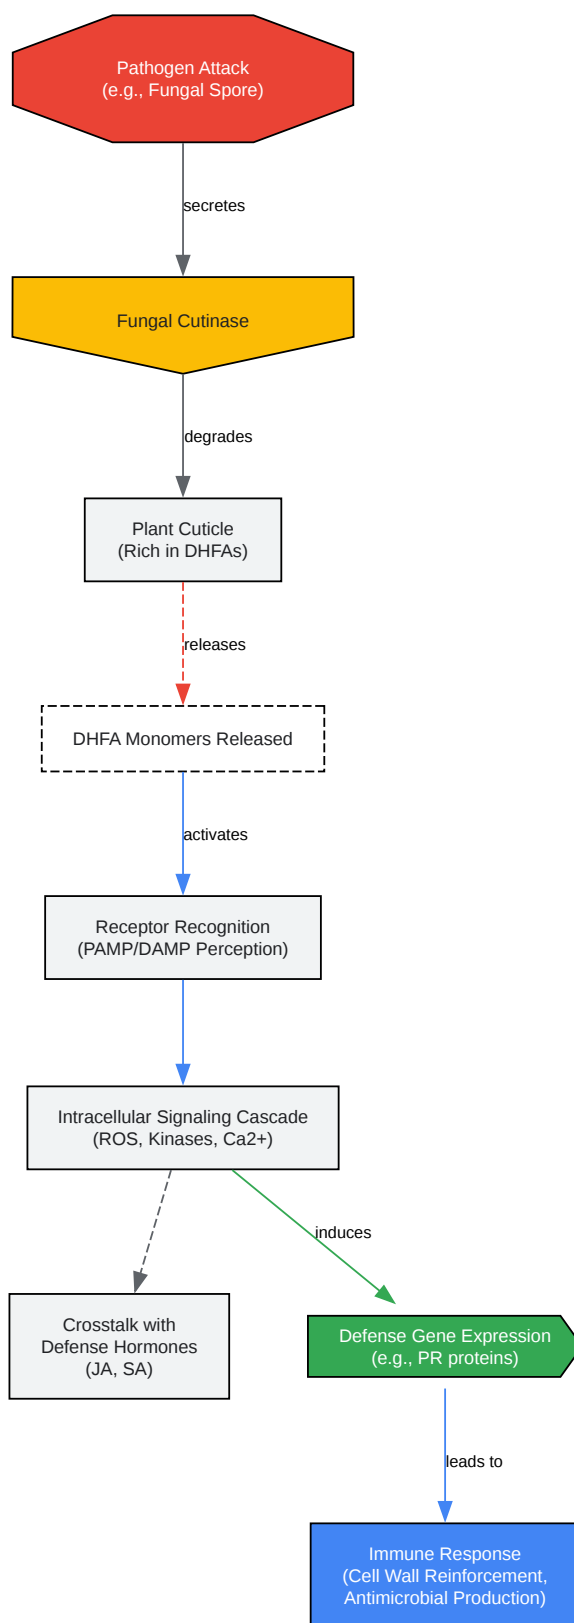 Pathogen Attack
(e.g., Fungal Spore)
secretes
Fungal Cutinase
degrades
Plant Cuticle
(Rich in DHFAs)
releases
DHFA Monomers Released
activates
Receptor Recognition
(PAMP/DAMP Perception)
Intracellular Signaling Cascade
(ROS, Kinases, Ca2+)
induces
Crosstalk with
Defense Hormones
(JA, SA)
Defense Gene Expression
(e.g., PR proteins)
leads to
Immune Response
(Cell Wall Reinforcement,
Antimicrobial Production)